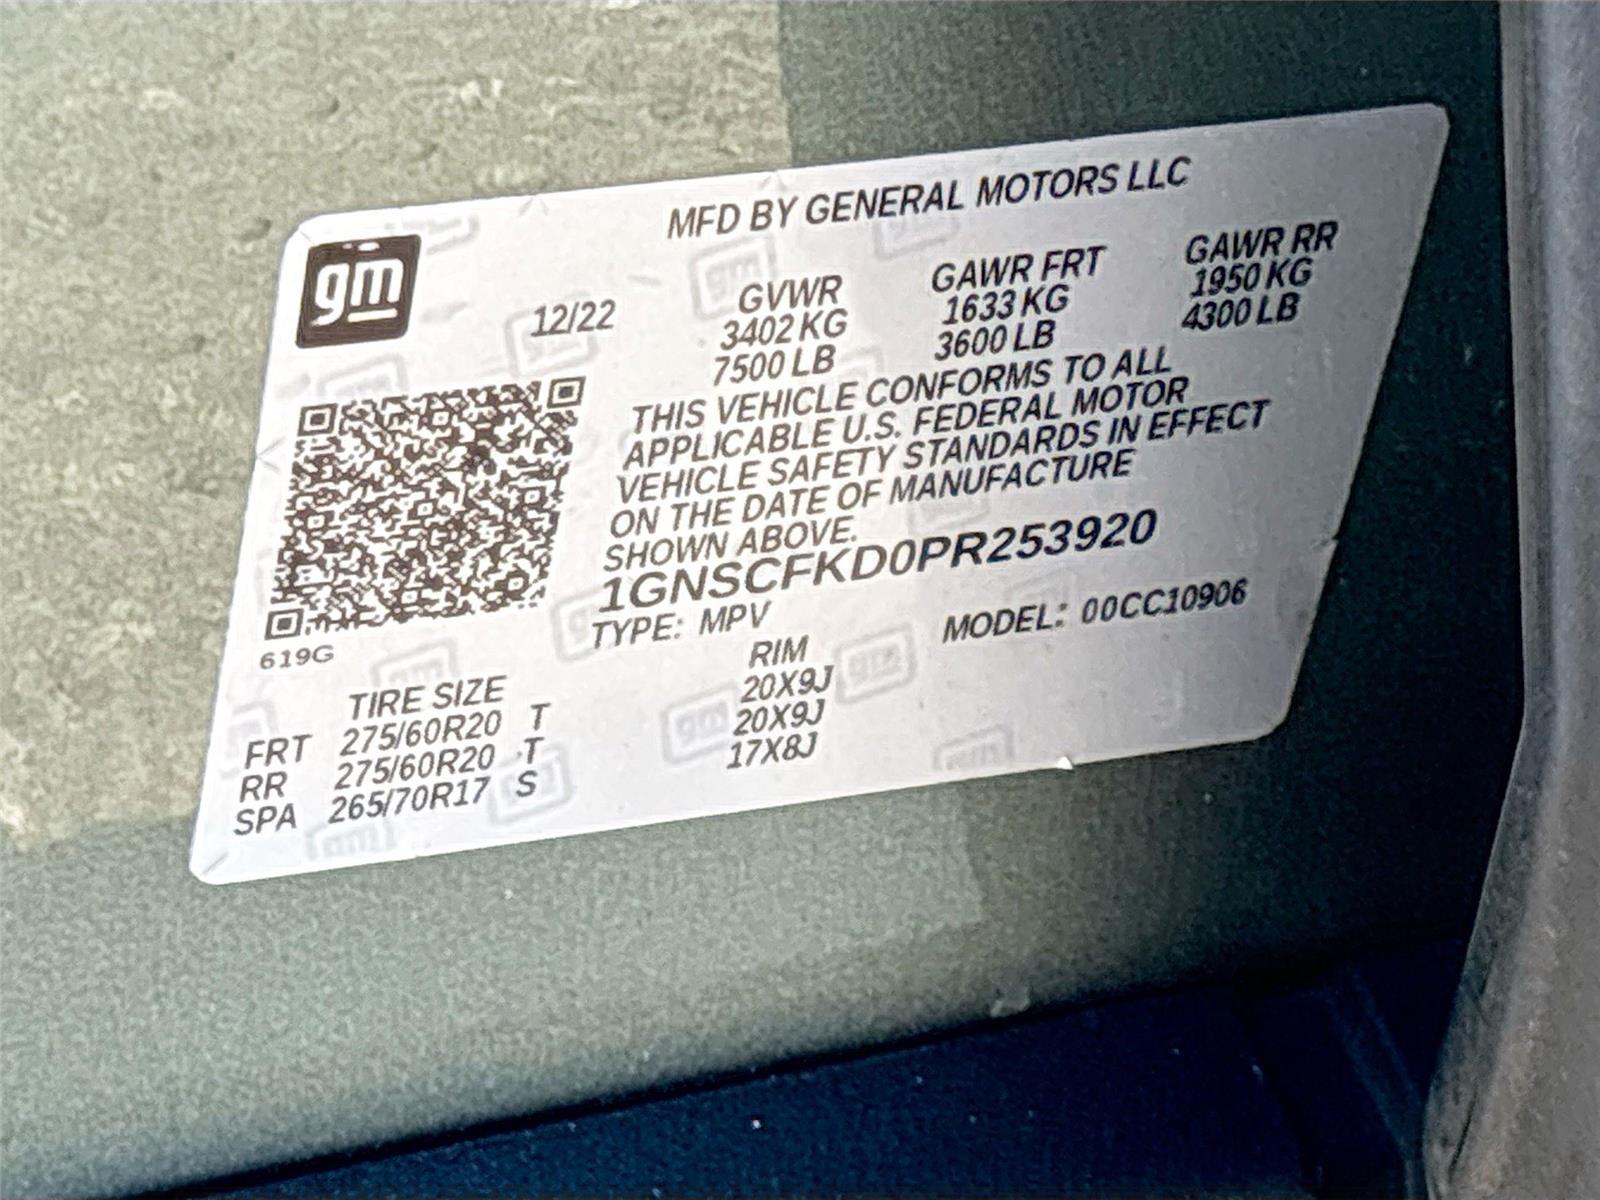 MFD BY GENERAL MOTORS LLC
gm
12/22
GVWR GAWR FRT GAWR RR
3402 KG 1633 KG 1950 KG
7500 LB 3600 LB 4300 LB
THIS VEHICLE CONFORMS TO ALL
APPLICABLE U.S. FEDERAL MOTOR
VEHICLE SAFETY STANDARDS IN EFFECT
ON THE DATE OF MANUFACTURE
SHOWN ABOVE.
1GNSCFKD0PR253920
TYPE: MPV MODEL: 00CC10906
619G
TIRE SIZE RIM
FRT 275/60R20 T 20X9J
RR 275/60R20 T 20X9J
SPA 265/70R17 S 17X8J